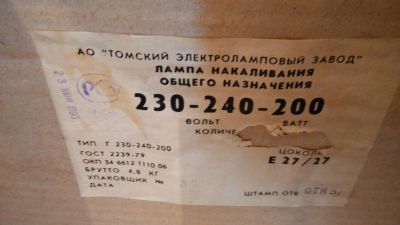 АО "ТОМСКИЙ ЭЛЕКТРОЛАМПОВЫЙ ЗАВОД"
ЛАМПА НАКАЛИВАНИЯ
ОБЩЕГО НАЗНАЧЕНИЯ
230-240-200
ВОЛЬТ ВАТТ
КОЛИЧЕ
ТИП Г 230-240-200
ЦОКОЛЬ
ГОСТ 2239-79
E 27/27
ОКП 34 6612 1110 06
БРУТТО 4,8 КГ
УПАКОВЩИК №
ДАТА
ШТАМП ОТК